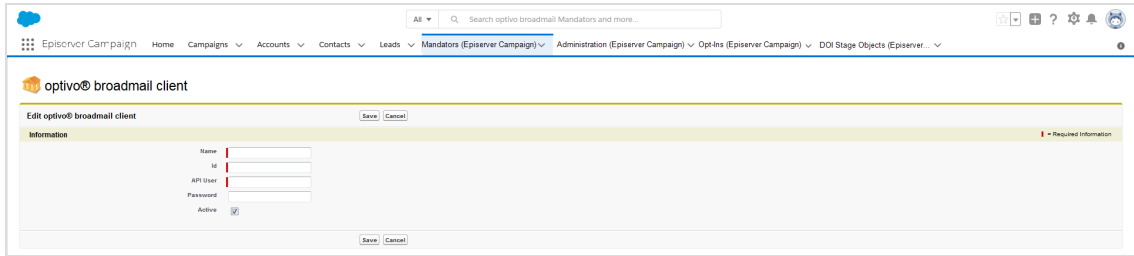 All Search optivo broadmail Mandators and more...
Episerver Campaign Home Campaigns Accounts Contacts Leads Mandators (Episerver Campaign) Administration (Episerver Campaign) Opt-Ins (Episerver Campaign) DOI Stage Objects (Episerver...
optivo® broadmail client
Edit optivo® broadmail client Save Cancel
Information = Required Information
Name
Id
API User
Password
Active
Save Cancel